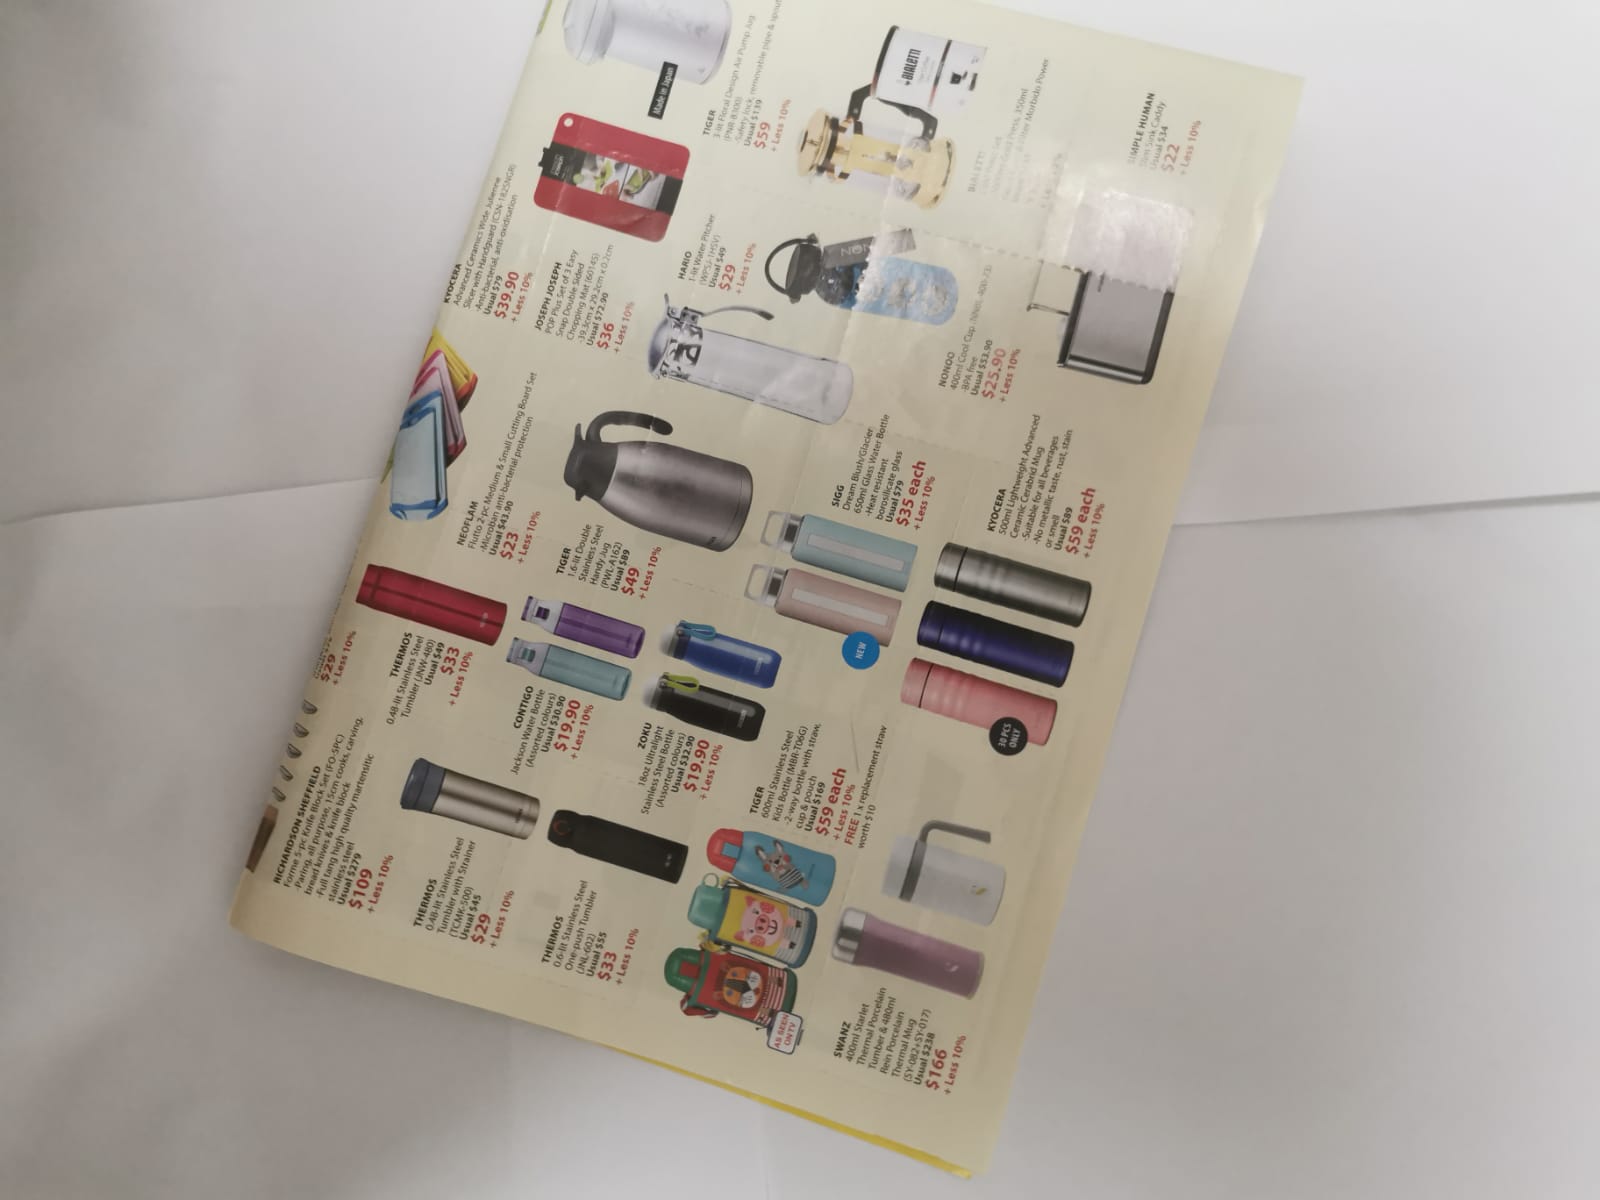 Made in Japan
TIGER
3-lit Floral Design Air Pump Jug
(PNR-B300)
-Safety lock, removable pipe & spout
Usual $139
$59
+ Less 10%
BIALETTI
BIALETTI
Morbido Power
SIMPLE HUMAN
Slim Sink Caddy
Usual $34
$22
+ Less 10%
KYOCERA
Advanced Ceramics Wide Julienne
Slicer with Handguard (CSN-182SNGR)
-Anti-bacterial, anti-oxidisation
Usual $79
$39.90
+ Less 10%
JOSEPH JOSEPH
POP Plus Set of 3 Easy
Snap Double Sided
Chopping Mat (60145)
-39.3cm x 29.2cm x 0.2cm
Usual $72.90
$36
+ Less 10%
HARIO
1-lit Water Pitcher
(WPSJ-1HSV)
Usual $49
$29
+ Less 10%
NONOO
400ml Cool Cup
-BPA free
Usual $53.90
$25.90
+ Less 10%
NEOFLAM
Flutto 2-pc Medium & Small Cutting Board Set
-Microban anti-bacterial protection
Usual $43.90
$23
+ Less 10%
TIGER
1.6-lit Double
Stainless Steel
Handy Jug
(PWL-A162)
Usual $89
$49
+ Less 10%
SIGG
Dream Blush/Glacier
650ml Glass Water Bottle
-Heat resistant
borosilicate glass
Usual $79
$35 each
+ Less 10%
KYOCERA
500ml Lightweight Advanced
Ceramic Cerabrid Mug
-Suitable for all beverages
-No metallic taste, rust, stain
or smell
Usual $89
$59 each
+ Less 10%
$29
+ Less 10%
THERMOS
0.48-lit Stainless Steel
Tumbler (JNW-480)
Usual $49
$33
+ Less 10%
CONTIGO
Jackson Water Bottle
(Assorted colours)
Usual $30.90
$19.90
+ Less 10%
ZOKU
18oz Ultralight
Stainless Steel Bottle
(Assorted colours)
Usual $32.90
$19.90
+ Less 10%
NEW
TIGER
600ml Stainless Steel
Kids Bottle (MBR-T06G)
-2-way bottle with straw,
cup & pouch
Usual $169
$59 each
+ Less 10%
FREE 1 x replacement straw
worth $10
30 PCS
ONLY
RICHARDSON SHEFFIELD
Forme 5-pc Knife Block Set (FO-5PC)
-Paring, all purpose, 15cm cooks, carving,
bread knives & knife block
-Full tang high quality martensitic
stainless steel
Usual $279
$109
+ Less 10%
THERMOS
0.48-lit Stainless Steel
Tumbler with Strainer
(TCMK-500)
Usual $45
$29
+ Less 10%
THERMOS
0.6-lit Stainless Steel
One-push Tumbler
(JNL-602)
Usual $55
$33
+ Less 10%
AS SEEN
ON TV
SWANZ
400ml Starlet
Thermal Porcelain
Tumber & 480ml
Rein Porcelain
Thermal Mug
(SY-082+SY-017)
Usual $238
$166
+ Less 10%